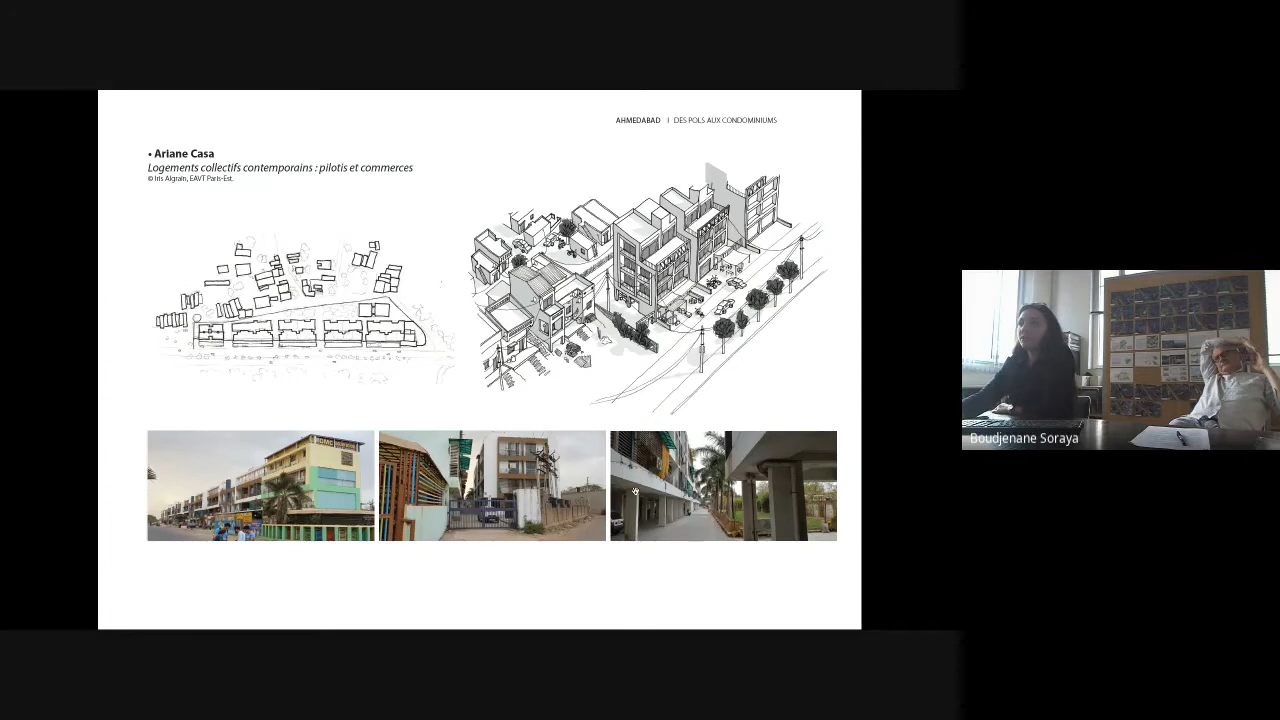 AHMEDABAD | DES POLS AUX CONDOMINIUMS
• Ariane Casa
Logements collectifs contemporains : pilotis et commerces
© Iris Algrain, EAVT Paris-Est.
Boudjenane Soraya